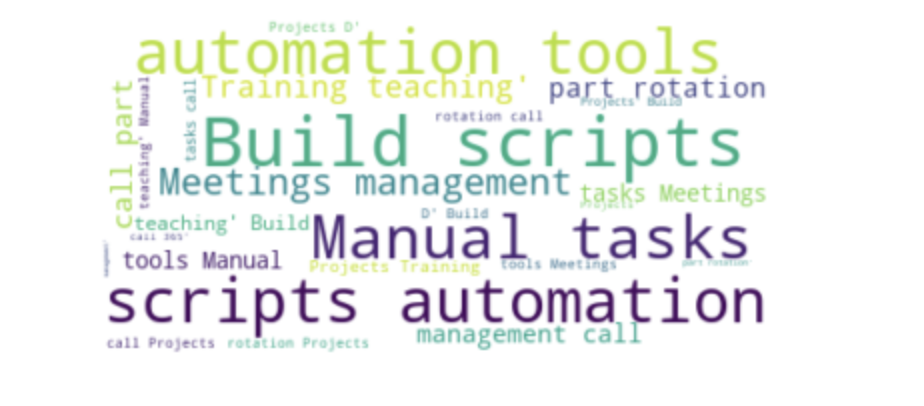 Projects D'
automation tools
Training teaching'
part rotation
Projects' Build
call part
teaching' Manual
tasks call
rotation call
Build scripts
Meetings management
tasks Meetings
Projects'
D' Build
teaching' Build
Manual tasks
call 365'
tools Manual
Projects Training
tools Meetings
part rotation'
management'
scripts automation
management call
call Projects
rotation Projects